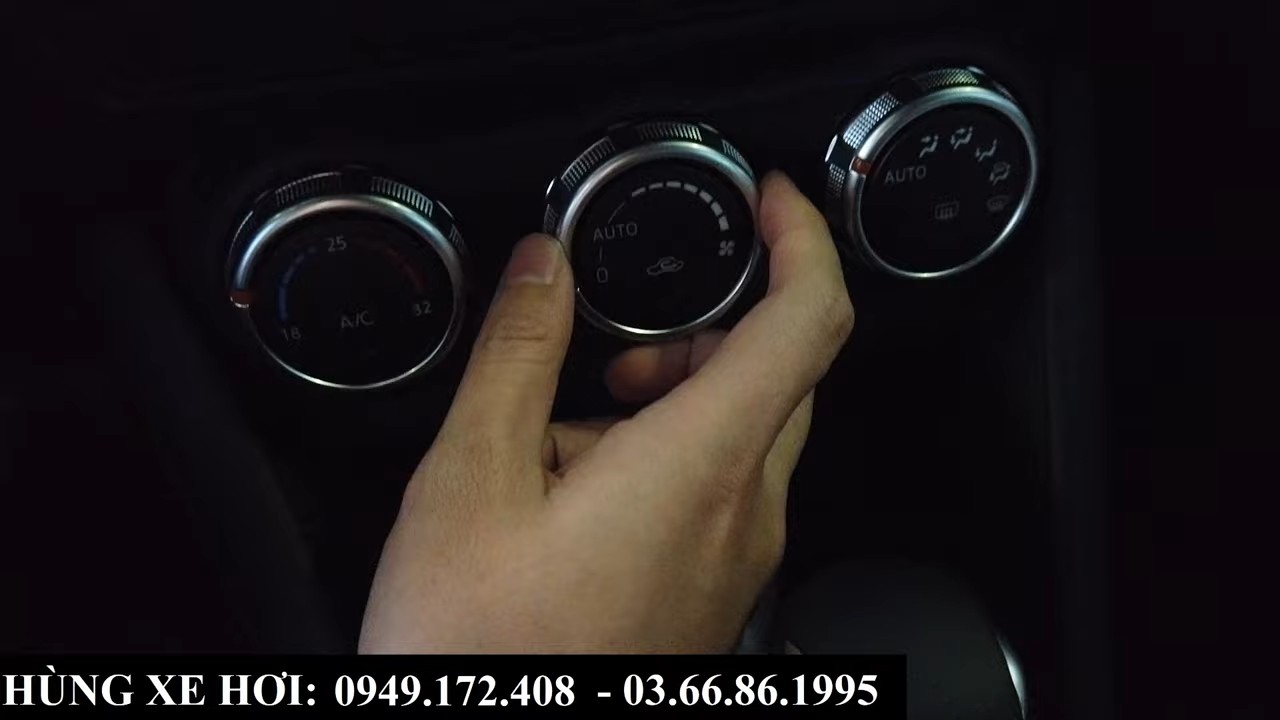 25
18
A/C
32
AUTO
0
AUTO
HÙNG XE HƠI: 0949.172.408 - 03.66.86.1995